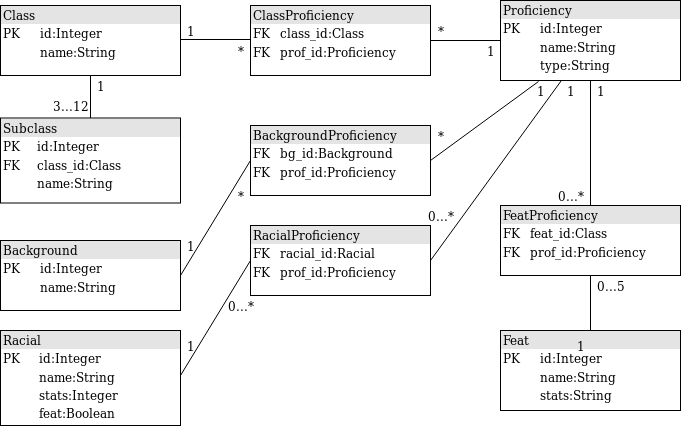 Class
PK id:Integer
name:String
1
*
ClassProficiency
FK class_id:Class
FK prof_id:Proficiency
*
1
Proficiency
PK id:Integer
name:String
type:String
1
3...12
Subclass
PK id:Integer
FK class_id:Class
name:String
BackgroundProficiency
FK bg_id:Background
FK prof_id:Proficiency
*
1
1
1
*
1
Background
PK id:Integer
name:String
RacialProficiency
FK racial_id:Racial
FK prof_id:Proficiency
0...*
0...*
FeatProficiency
FK feat_id:Class
FK prof_id:Proficiency
0...*
1
Racial
PK id:Integer
name:String
stats:Integer
feat:Boolean
0...5
1
Feat
PK id:Integer
name:String
stats:String